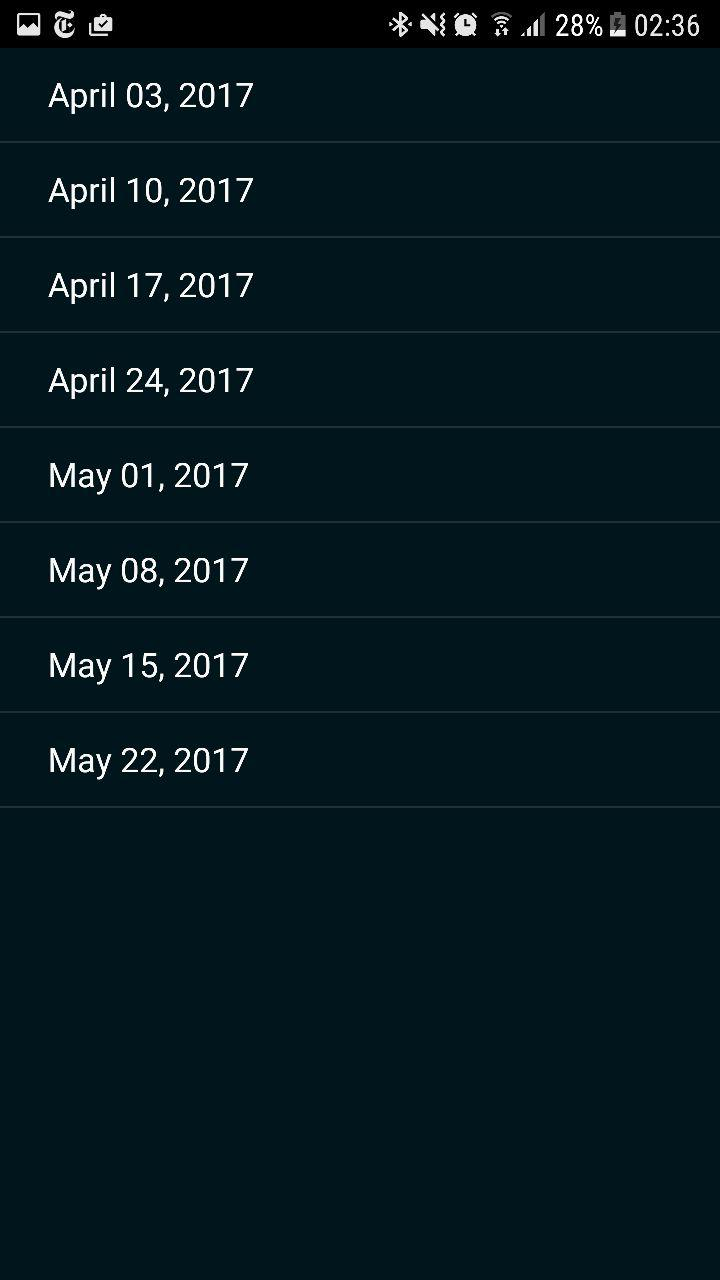 28% 02:36
April 03, 2017
April 10, 2017
April 17, 2017
April 24, 2017
May 01, 2017
May 08, 2017
May 15, 2017
May 22, 2017